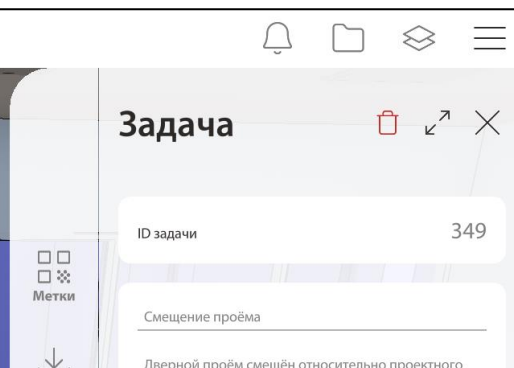 Задача
ID задачи 349
Метки
Смещение проёма
Дверной проём смещён относительно проектного